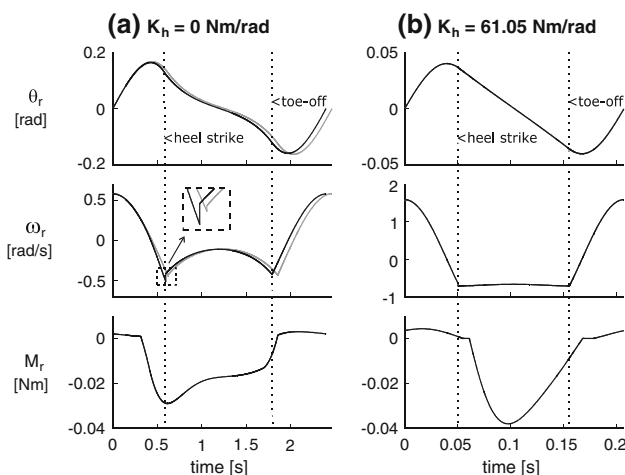 (a) K_h = 0 Nm/rad
(b) K_h = 61.05 Nm/rad
0.2
0
-0.2
θ_r
[rad]
<toe-off
<heel strike
0.05
0
-0.05
<toe-off
<heel strike
0.5
0
-0.5
ω_r
[rad/s]
2
1
0
-1
0
-0.02
-0.04
M_r
[Nm]
0
-0.02
-0.04
0 0.5 1 1.5 2
time [s]
0 0.05 0.1 0.15 0.2
time [s]